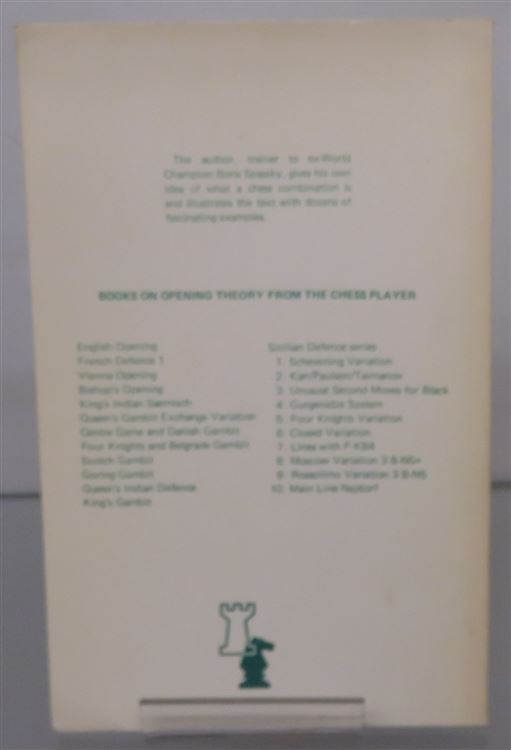 The author, trainer to ex-World
Champion Boris Spassky, gives his own
idea of what a chess combination is
and illustrates the text with dozens of
fascinating examples.
BOOKS ON OPENING THEORY FROM THE CHESS PLAYER
English Opening
French Defence 1
Vienna Opening
Bishop's Opening
King's Indian Saemisch
Queen's Gambit Exchange Variation
Centre Game and Danish Gambit
Four Knights and Belgrade Gambit
Scotch Gambit
Goring Gambit
Queen's Indian Defence
King's Gambit
Sicilian Defence series
1. Schevening Variation
2. Kan/Paulsen/Taimanov
3. Unusual Second Moves for Black
4. Gurgenidze System
5. Four Knights Variation
6. Closed Variation
7. Lines with P-KB4
8. Moscow Variation 3 B-N5+
9. Rossolimo Variation 3 B-N5
10. Main Line Najdorf